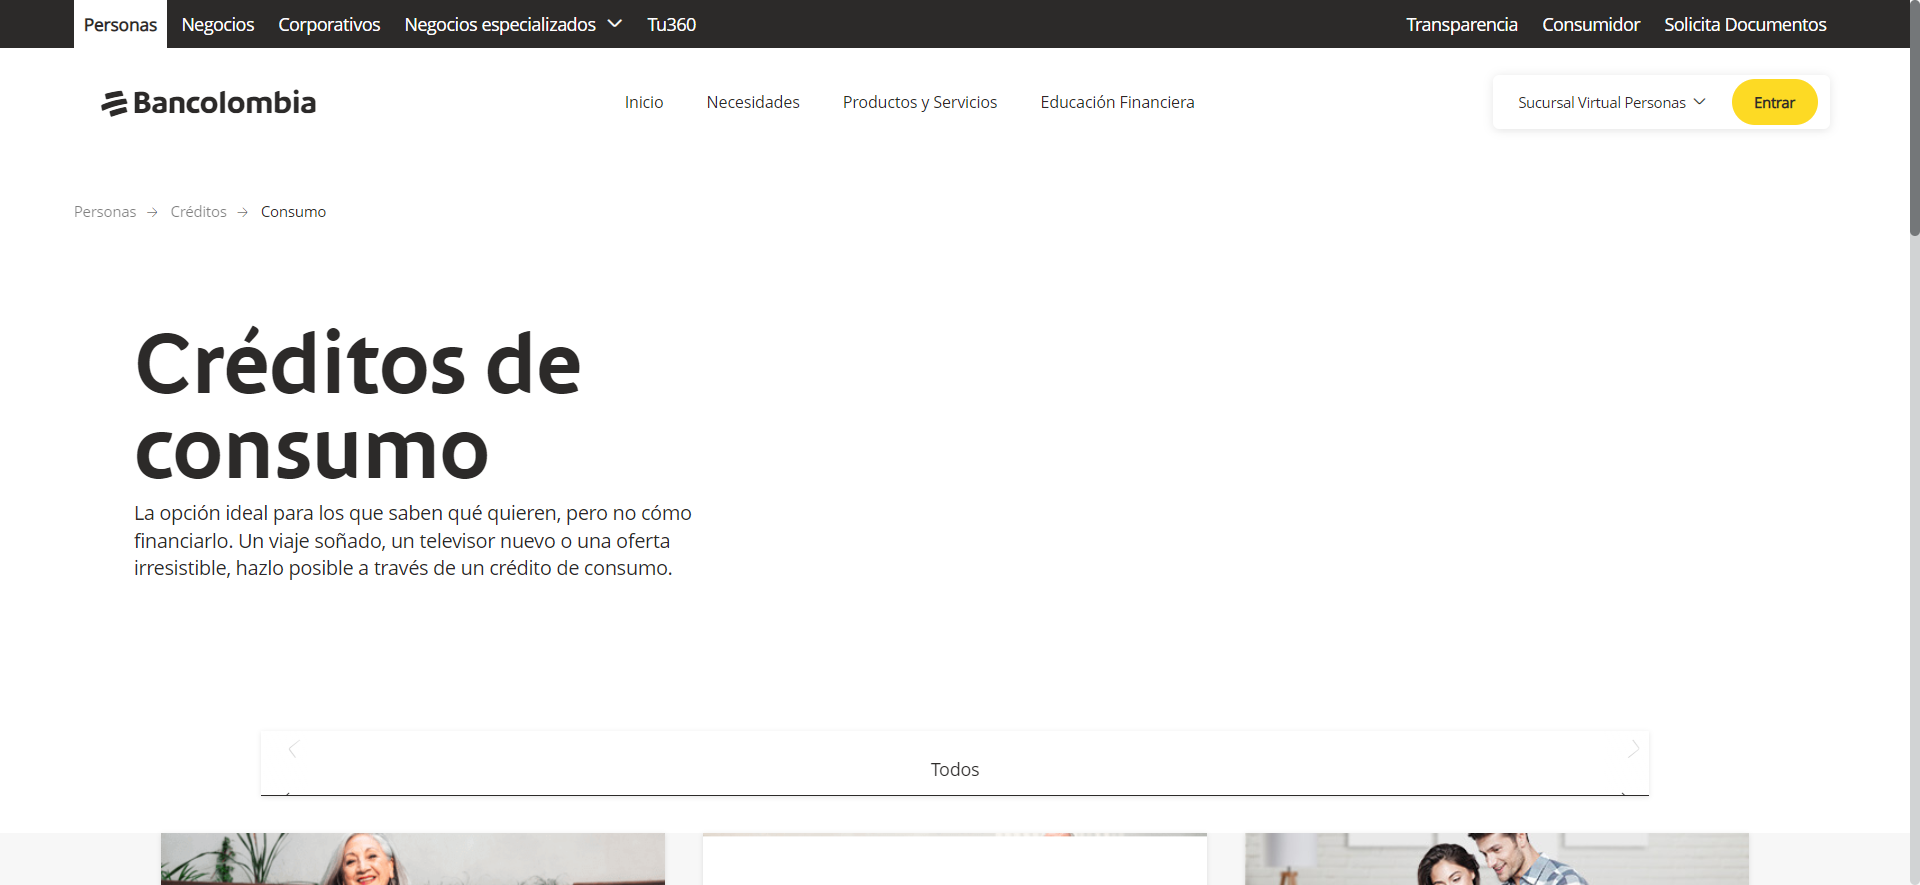 Personas Negocios Corporativos Negocios especializados Tu360 Transparencia Consumidor Solicita Documentos
Bancolombia Inicio Necesidades Productos y Servicios Educación Financiera Sucursal Virtual Personas Entrar
Personas → Créditos → Consumo
Créditos de
consumo
La opción ideal para los que saben qué quieren, pero no cómo
financiarlo. Un viaje soñado, un televisor nuevo o una oferta
irresistible, hazlo posible a través de un crédito de consumo.
Todos